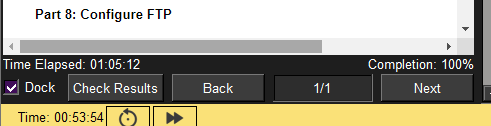 Part 8: Configure FTP
Time Elapsed: 01:05:12 Completion: 100%
Dock Check Results Back 1/1 Next
Time: 00:53:54